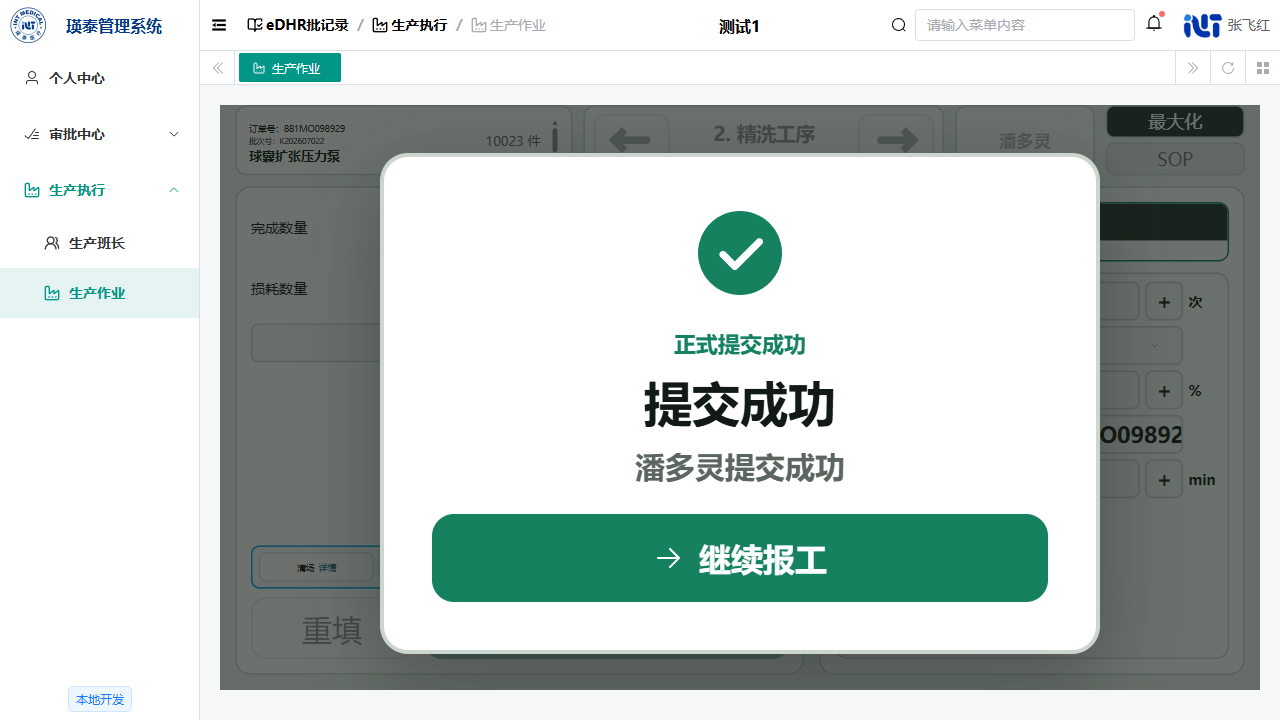 瑛泰管理系统
eDHR批记录 / 生产执行 / 生产作业
测试1
请输入菜单内容
张飞红
个人中心
审批中心
生产执行
生产班长
生产作业
本地开发
生产作业
订单号：881MO098929
批次号：K202607022
球囊扩张压力泵
10023 件
2. 精洗工序
潘多灵
最大化
SOP
完成数量
损耗数量
清场 详情
重填
次
%
O09892
min
正式提交成功
提交成功
潘多灵提交成功
继续报工